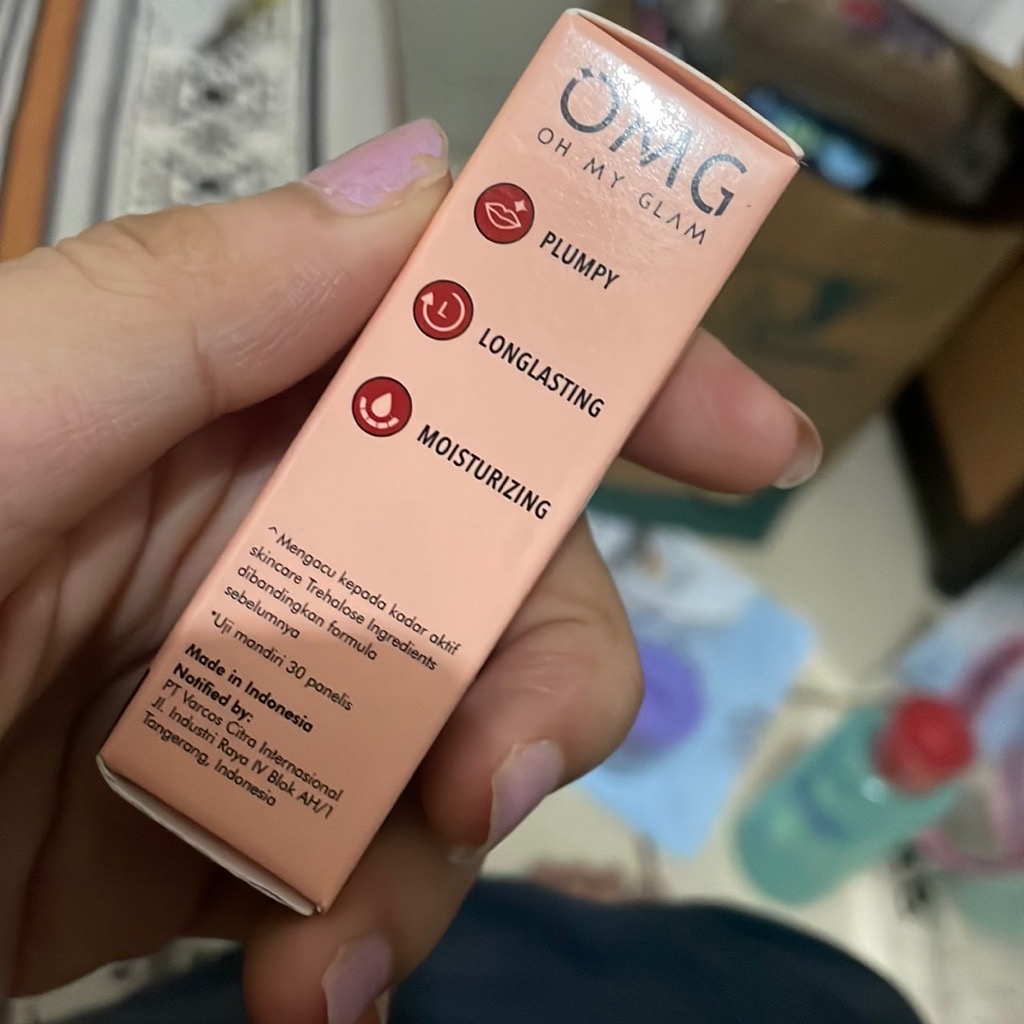 OMG
OH MY GLAM
PLUMPY
LONGLASTING
MOISTURIZING
^Mengacu kepada kadar aktif
skincare Trehalose Ingredients
dibandingkan formula
sebelumnya
*Uji mandiri 30 panelis
Made in Indonesia
Notified by:
PT Varcos Citra Internasional
Jl. Industri Raya IV Blok AH/1
Tangerang, Indonesia